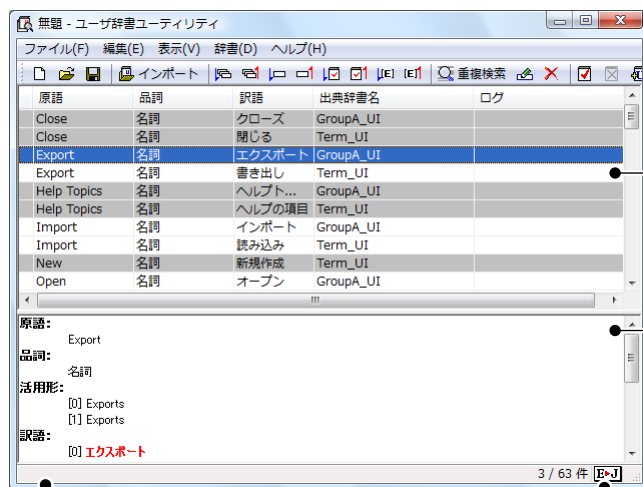 無題 - ユーザ辞書ユーティリティ
ファイル(F) 編集(E) 表示(V) 辞書(D) ヘルプ(H)
インポート 重複検索
原語 品詞 訳語 出典辞書名 ログ
Close 名詞 クローズ GroupA_UI
Close 名詞 閉じる Term_UI
Export 名詞 エクスポート GroupA_UI
Export 名詞 書き出し Term_UI
Help Topics 名詞 ヘルプト... GroupA_UI
Help Topics 名詞 ヘルプの項目 Term_UI
Import 名詞 インポート GroupA_UI
Import 名詞 読み込み Term_UI
New 名詞 新規作成 Term_UI
Open 名詞 オープン GroupA_UI
原語:
Export
品詞:
名詞
活用形:
[0] Exports
[1] Exports
訳語:
[0] エクスポート
3 / 63 件 E▸J